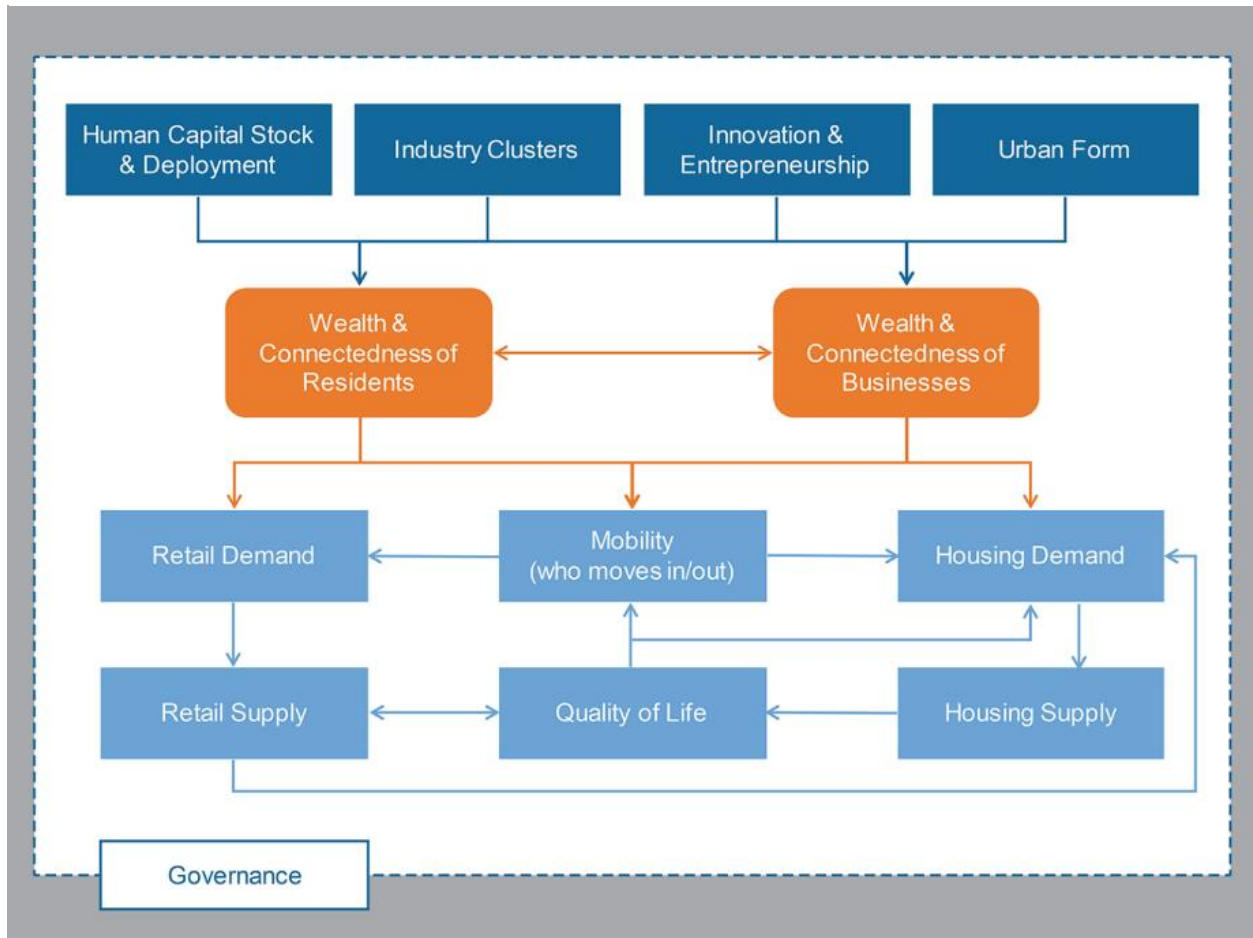 Human Capital Stock
& Deployment
Industry Clusters
Innovation &
Entrepreneurship
Urban Form
Wealth &
Connectedness of
Residents
Wealth &
Connectedness of
Businesses
Retail Demand
Mobility
(who moves in/out)
Housing Demand
Retail Supply
Quality of Life
Housing Supply
Governance